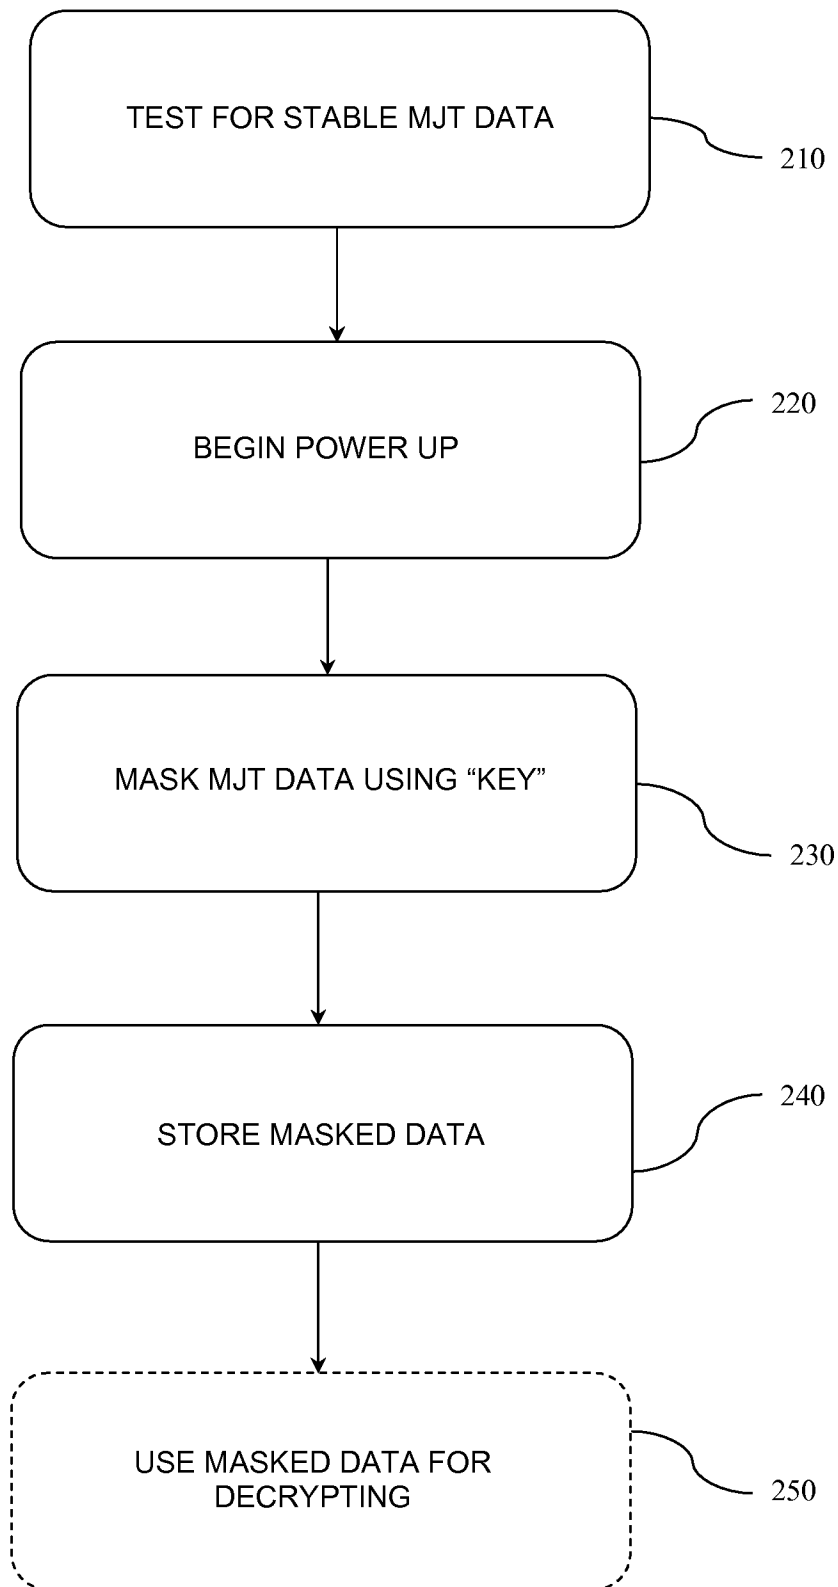 TEST FOR STABLE MJT DATA
210
BEGIN POWER UP
220
MASK MJT DATA USING “KEY”
230
STORE MASKED DATA
240
USE MASKED DATA FOR
DECRYPTING
250